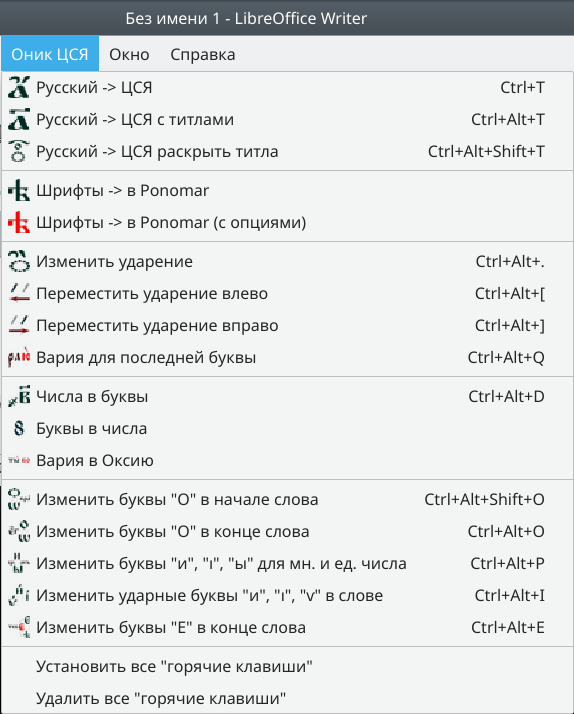 Без имени 1 - LibreOffice Writer
Оник ЦСЯ Окно Справка
Русский -> ЦСЯ Ctrl+T
Русский -> ЦСЯ с титлами Ctrl+Alt+T
Русский -> ЦСЯ раскрыть титла Ctrl+Alt+Shift+T
Шрифты -> в Ponomar
Шрифты -> в Ponomar (с опциями)
Изменить ударение Ctrl+Alt+.
Переместить ударение влево Ctrl+Alt+[
Переместить ударение вправо Ctrl+Alt+]
Вария для последней буквы Ctrl+Alt+Q
Числа в буквы Ctrl+Alt+D
Буквы в числа
Вария в Оксию
Изменить буквы "О" в начале слова Ctrl+Alt+Shift+O
Изменить буквы "О" в конце слова Ctrl+Alt+O
Изменить буквы "и", "ı", "ы" для мн. и ед. числа Ctrl+Alt+P
Изменить ударные буквы "и", "ı", "ѵ" в слове Ctrl+Alt+I
Изменить буквы "Е" в конце слова Ctrl+Alt+E
Установить все "горячие клавиши"
Удалить все "горячие клавиши"